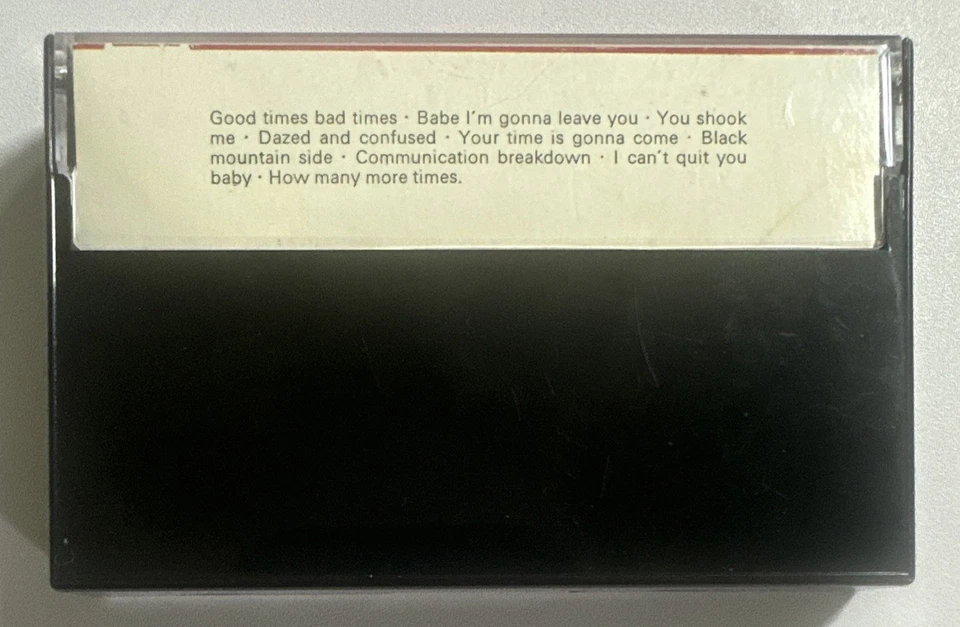 Good times bad times · Babe I'm gonna leave you · You shook
me · Dazed and confused · Your time is gonna come · Black
mountain side · Communication breakdown · I can't quit you
baby · How many more times.